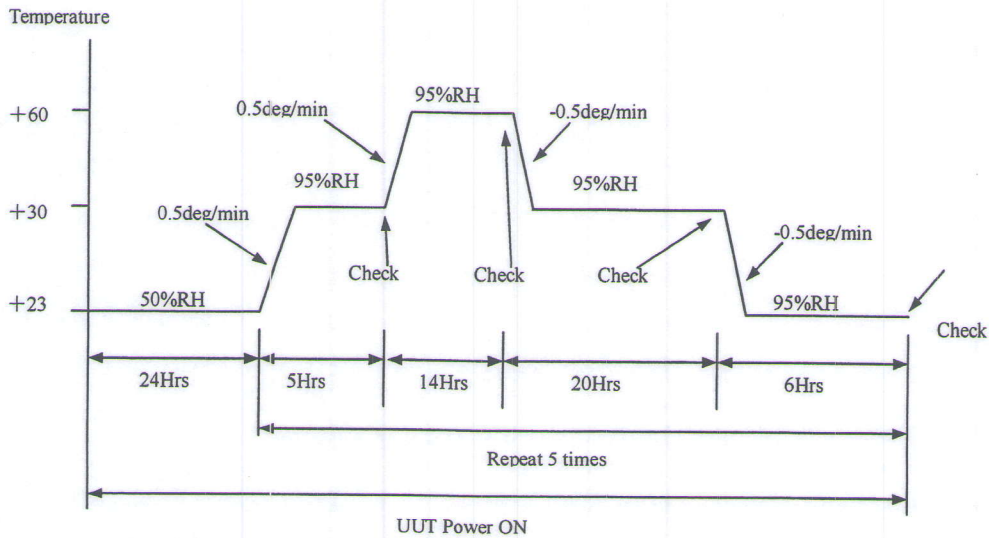 Temperature
+60
+30
+23
0.5deg/min
95%RH
-0.5deg/min
95%RH
95%RH
0.5deg/min
-0.5deg/min
Check
Check
Check
50%RH
95%RH
Check
24Hrs
5Hrs
14Hrs
20Hrs
6Hrs
Repeat 5 times
UUT Power ON